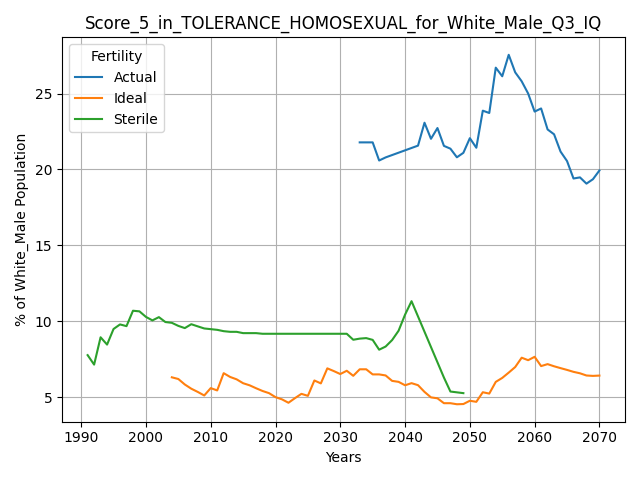 Score_5_in_TOLERANCE_HOMOSEXUAL_for_White_Male_Q3_IQ
Fertility
Actual
Ideal
Sterile
% of White_Male Population
25
20
15
10
5
1990 2000 2010 2020 2030 2040 2050 2060 2070
Years